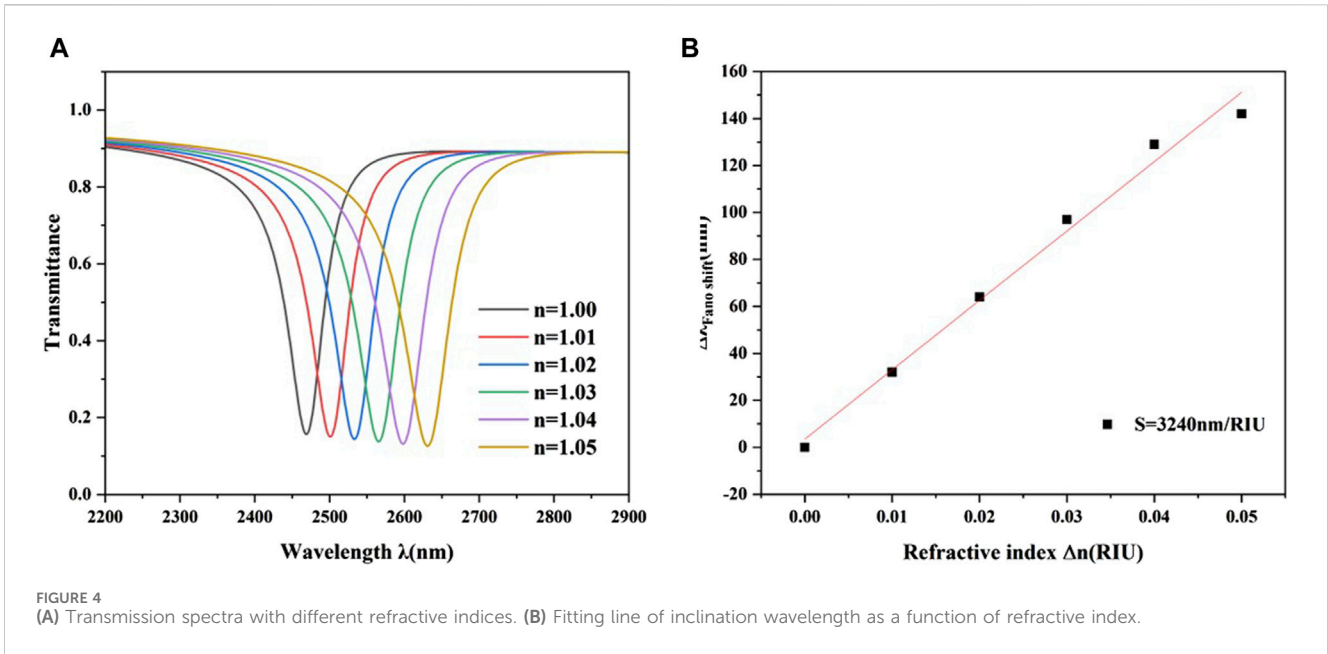 A
B
Transmittance
1.0
0.8
0.6
0.4
0.2
0.0
2200 2300 2400 2500 2600 2700 2800 2900
Wavelength λ(nm)
n=1.00
n=1.01
n=1.02
n=1.03
n=1.04
n=1.05
Fano shift
160
140
120
100
80
60
40
20
0
-20
0.00 0.01 0.02 0.03 0.04 0.05
Refractive index Δn(RIU)
S=3240nm/RIU
FIGURE 4
(A) Transmission spectra with different refractive indices. (B) Fitting line of inclination wavelength as a function of refractive index.